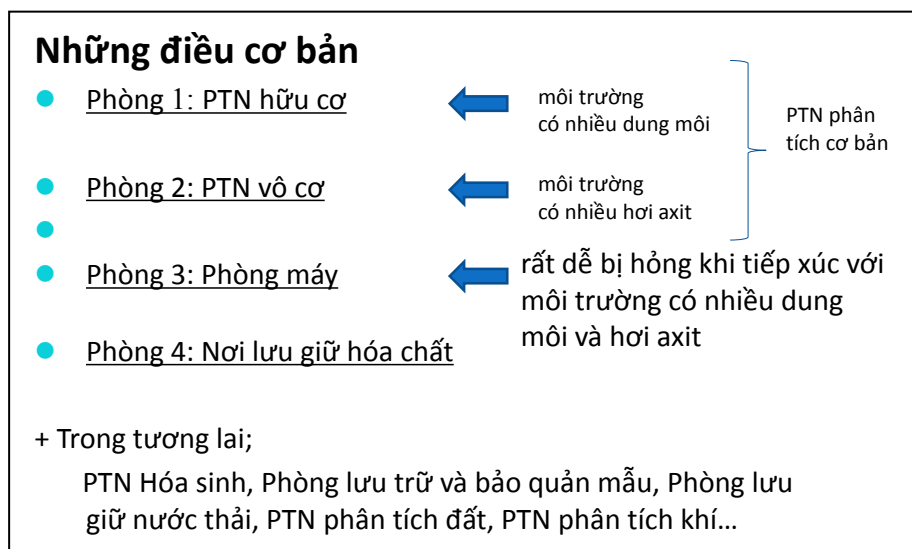 Những điều cơ bản
Phòng 1: PTN hữu cơ
môi trường
có nhiều dung môi
PTN phân
tích cơ bản
Phòng 2: PTN vô cơ
môi trường
có nhiều hơi axit
Phòng 3: Phòng máy
rất dễ bị hỏng khi tiếp xúc với
môi trường có nhiều dung
môi và hơi axit
Phòng 4: Nơi lưu giữ hóa chất
+ Trong tương lai;
PTN Hóa sinh, Phòng lưu trữ và bảo quản mẫu, Phòng lưu
giữ nước thải, PTN phân tích đất, PTN phân tích khí...